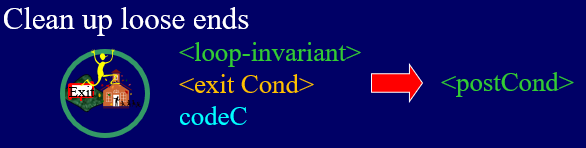 Clean up loose ends
<loop-invariant>
Exit
<exit Cond>
<postCond>
codeC